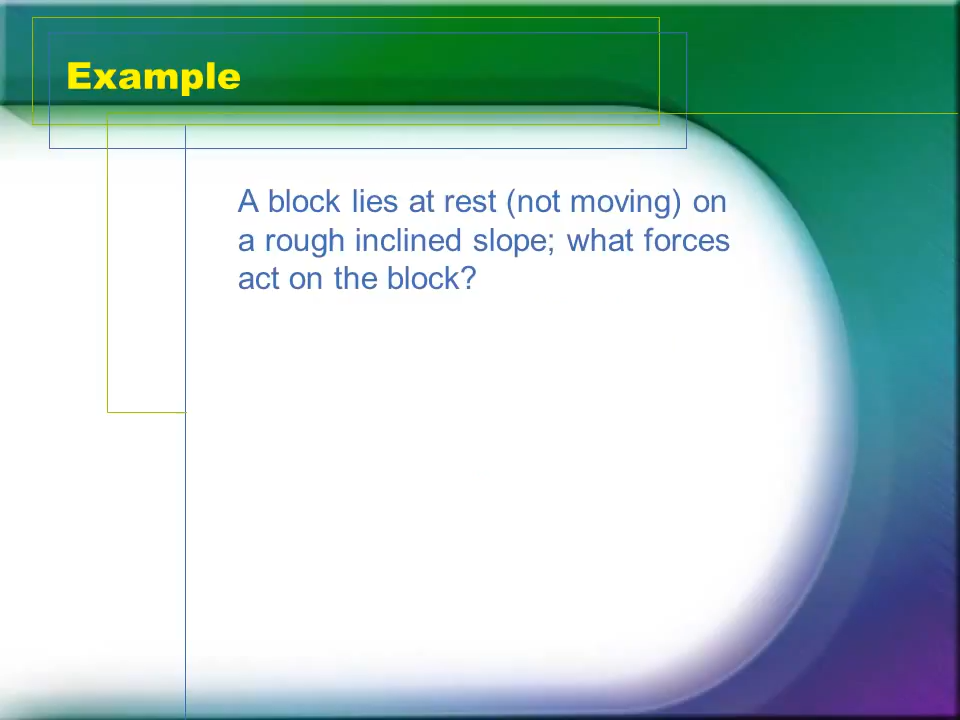 Example
A block lies at rest (not moving) on
a rough inclined slope; what forces
act on the block?